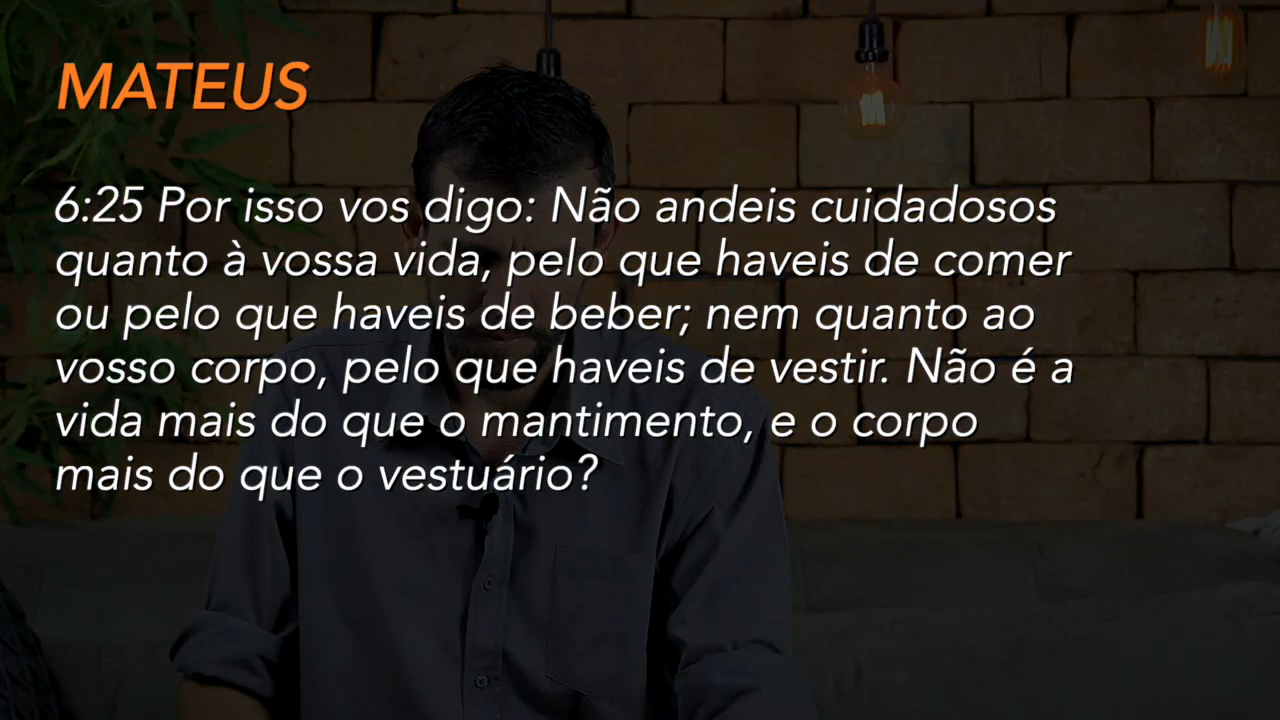 MATEUS
6:25 Por isso vos digo: Não andeis cuidadosos
quanto à vossa vida, pelo que haveis de comer
ou pelo que haveis de beber; nem quanto ao
vosso corpo, pelo que haveis de vestir. Não é a
vida mais do que o mantimento, e o corpo
mais do que o vestuário?